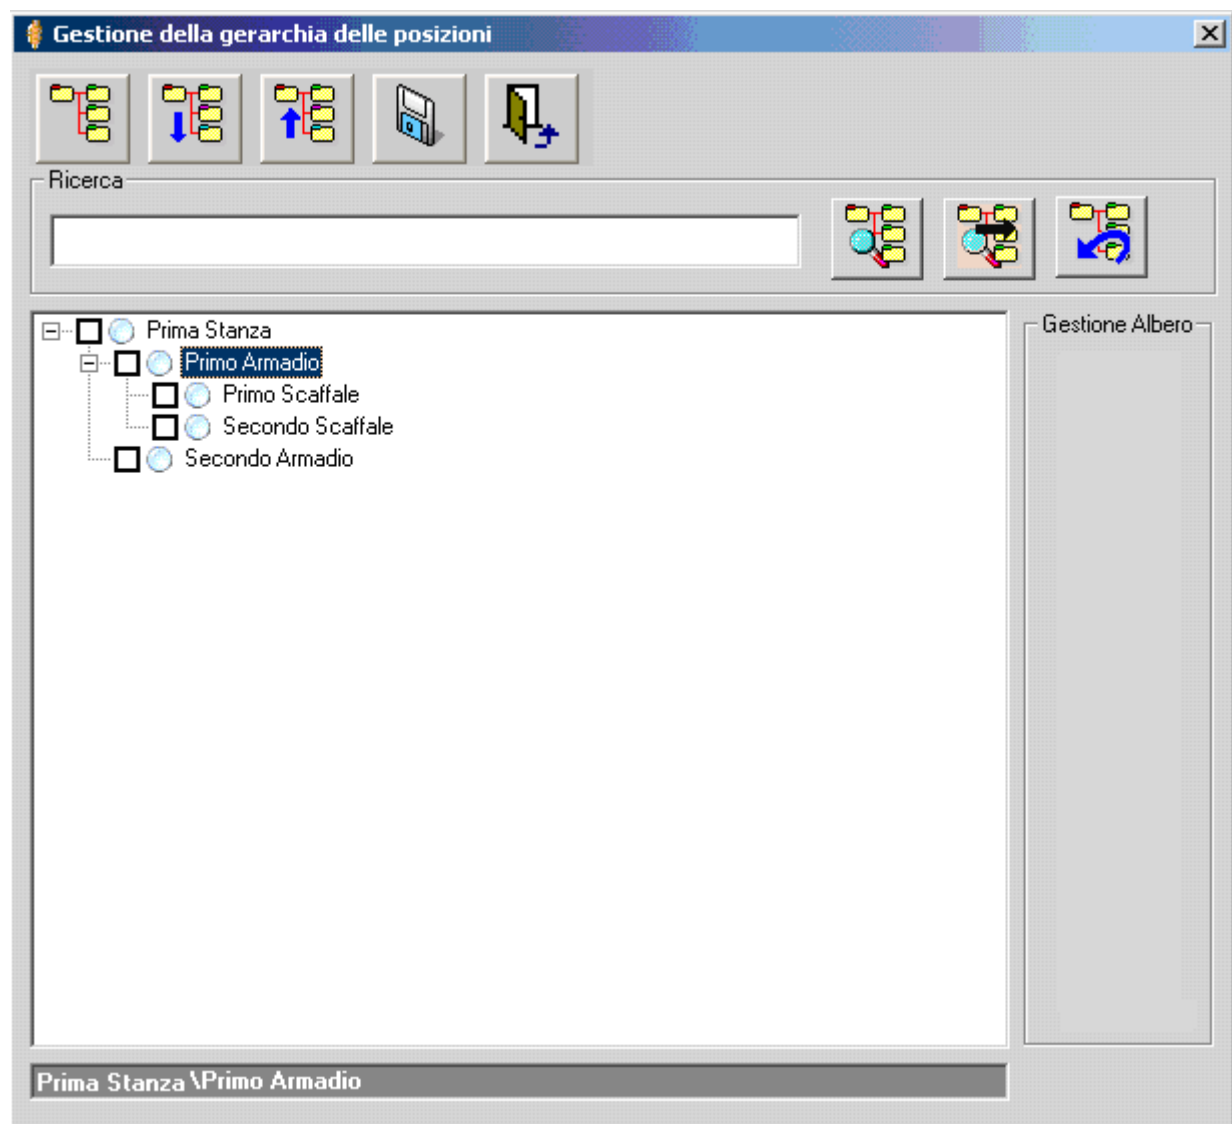 Gestione della gerarchia delle posizioni
Ricerca
Prima Stanza
Primo Armadio
Primo Scaffale
Secondo Scaffale
Secondo Armadio
Gestione Albero
Prima Stanza \Primo Armadio